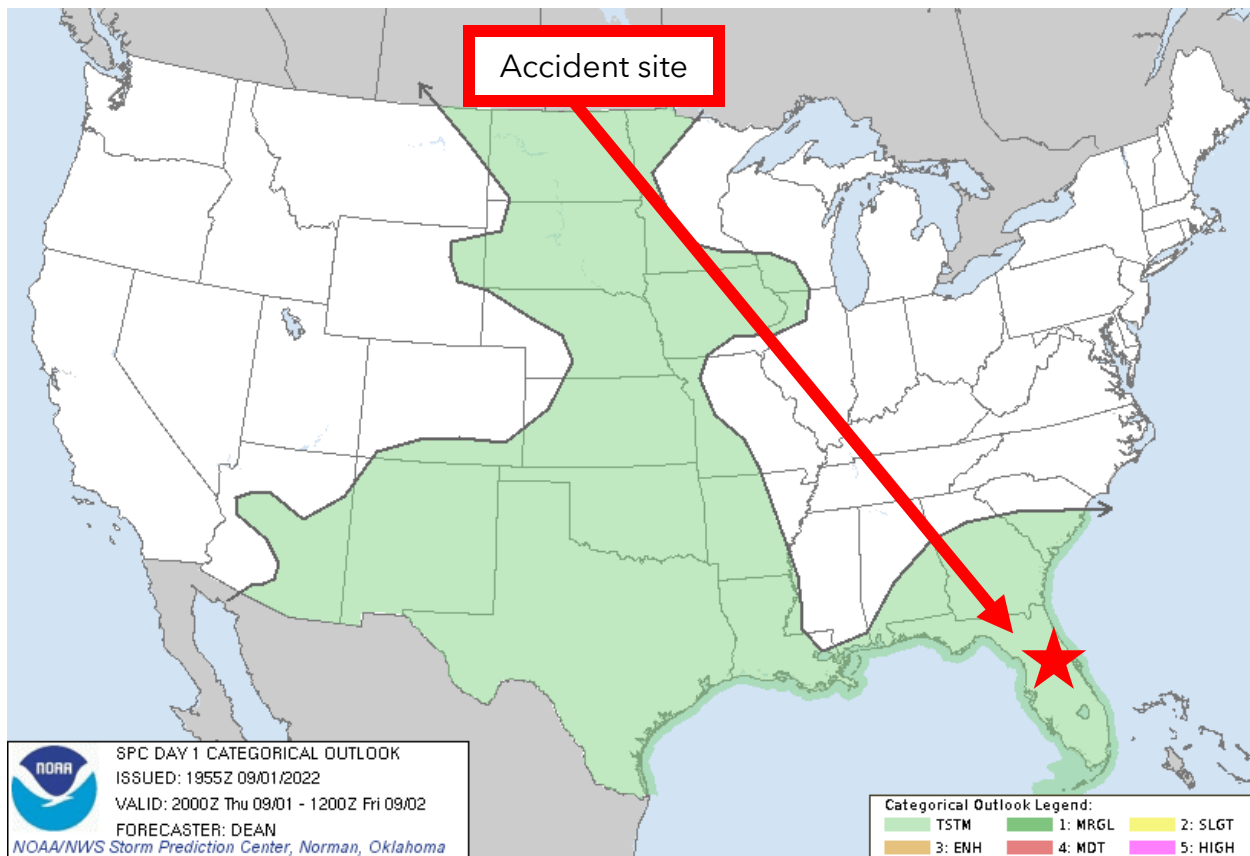 Accident site
NOAA
SPC DAY 1 CATEGORICAL OUTLOOK
ISSUED: 1955Z 09/01/2022
VALID: 2000Z Thu 09/01 - 1200Z Fri 09/02
FORECASTER: DEAN
NOAA/NWS Storm Prediction Center, Norman, Oklahoma
Categorical Outlook Legend:
TSTM 1: MRGL 2: SLGT
3: ENH 4: MDT 5: HIGH